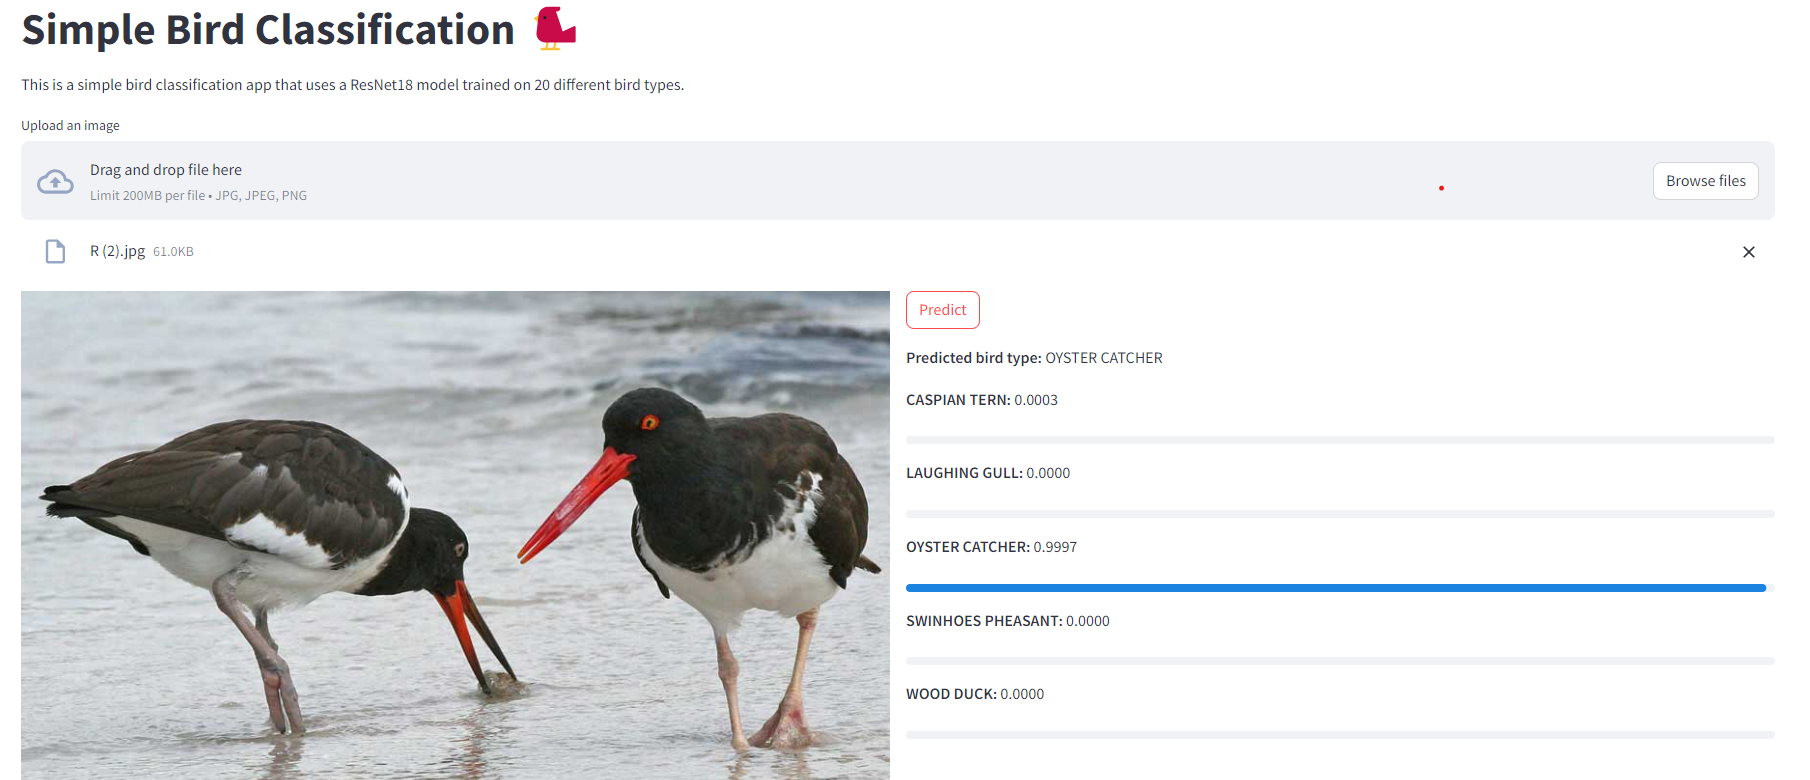 Simple Bird Classification
This is a simple bird classification app that uses a ResNet18 model trained on 20 different bird types.
Upload an image
Drag and drop file here
Limit 200MB per file • JPG, JPEG, PNG
Browse files
R (2).jpg 61.0KB
Predict
Predicted bird type: OYSTER CATCHER
CASPIAN TERN: 0.0003
LAUGHING GULL: 0.0000
OYSTER CATCHER: 0.9997
SWINHOES PHEASANT: 0.0000
WOOD DUCK: 0.0000